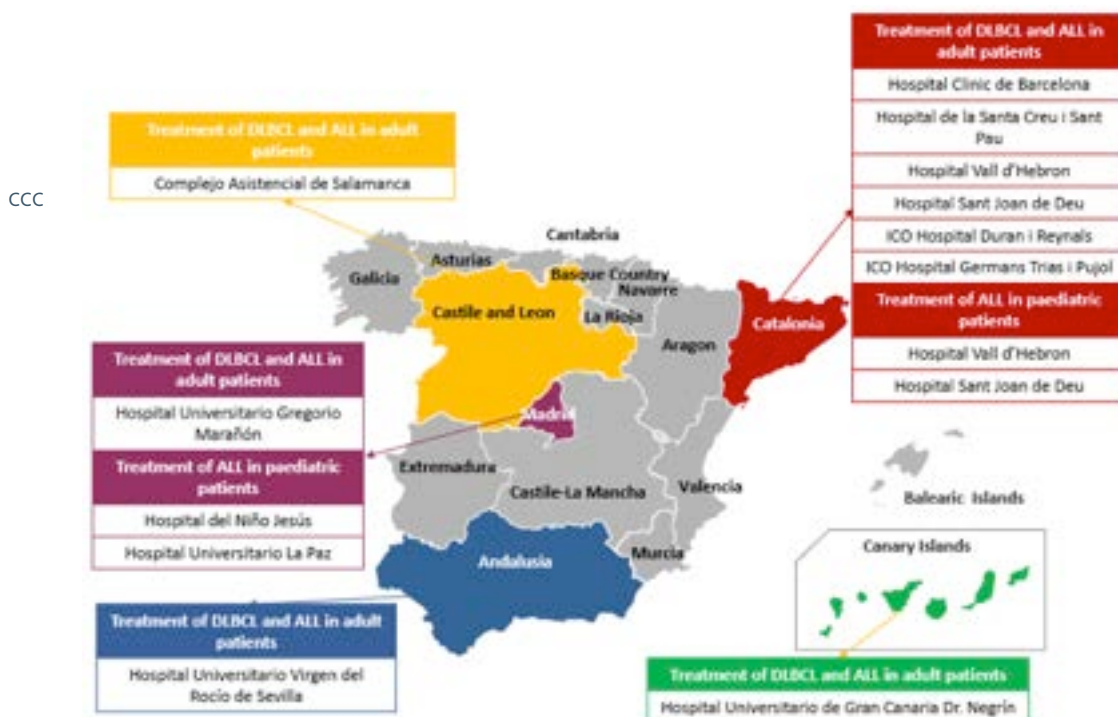 CCC
Treatment of DLBCL and ALL in adult
patients
Complejo Asistencial de Salamanca
Treatment of DLBCL and ALL in
adult patients
Hospital Clinic de Barcelona
Hospital de la Santa Creu i Sant
Pau
Hospital Vall d'Hebron
Hospital Sant Joan de Deu
ICO Hospital Duran i Reynals
ICO Hospital Germans Trias i Pujol
Treatment of ALL in paediatric
patients
Hospital Vall d'Hebron
Hospital Sant Joan de Deu
Cantabria
Asturias
Galicia
Basque Country
Navarre
La Rioja
Castile and Leon
Catalonia
Aragon
Madrid
Extremadura
Castile-La Mancha
Valencia
Balearic Islands
Murcia
Andalusia
Canary Islands
Treatment of DLBCL and ALL in
adult patients
Hospital Universitario Gregorio
Marañón
Treatment of ALL in paediatric
patients
Hospital del Niño Jesús
Hospital Universitario La Paz
Treatment of DLBCL and ALL in adult
patients
Hospital Universitario Virgen del
Rocío de Sevilla
Treatment of DLBCL and ALL in adult patients
Hospital Universitario de Gran Canaria Dr. Negrín